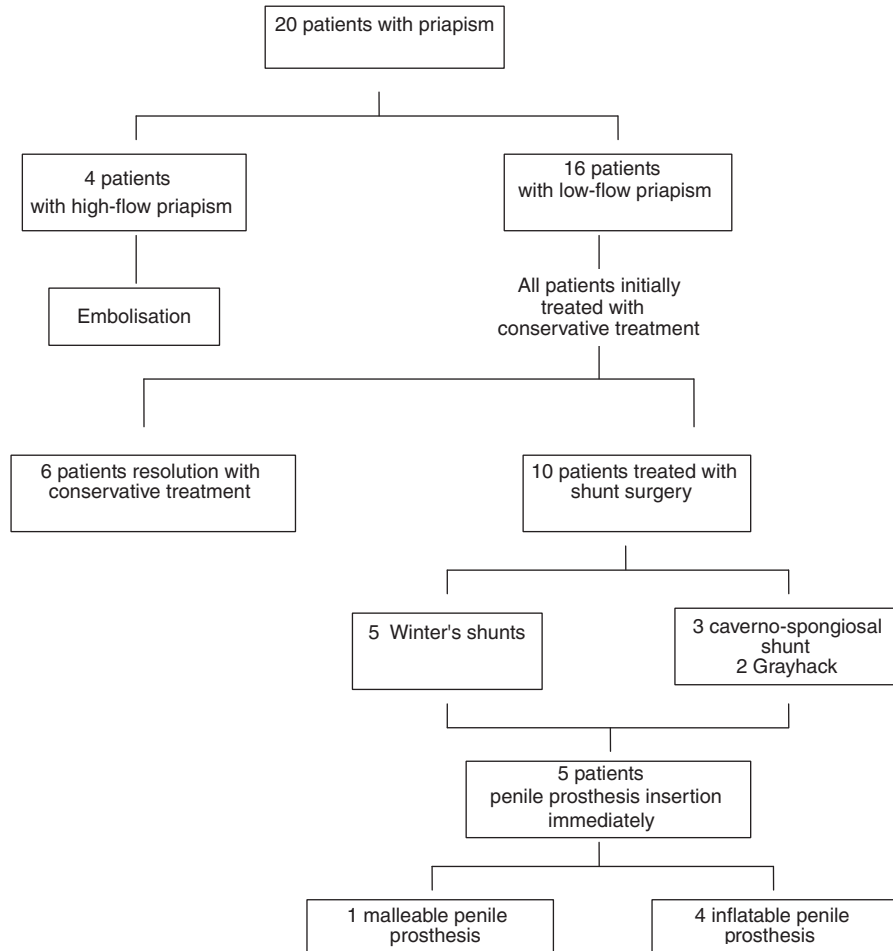 20 patients with priapism
4 patients
with high-flow priapism
16 patients
with low-flow priapism
Embolisation
All patients initially
treated with
conservative treatment
6 patients resolution with
conservative treatment
10 patients treated with
shunt surgery
5 Winter's shunts
3 caverno-spongiosal
shunt
2 Grayhack
5 patients
penile prosthesis insertion
immediately
1 malleable penile
prosthesis
4 inflatable penile
prosthesis